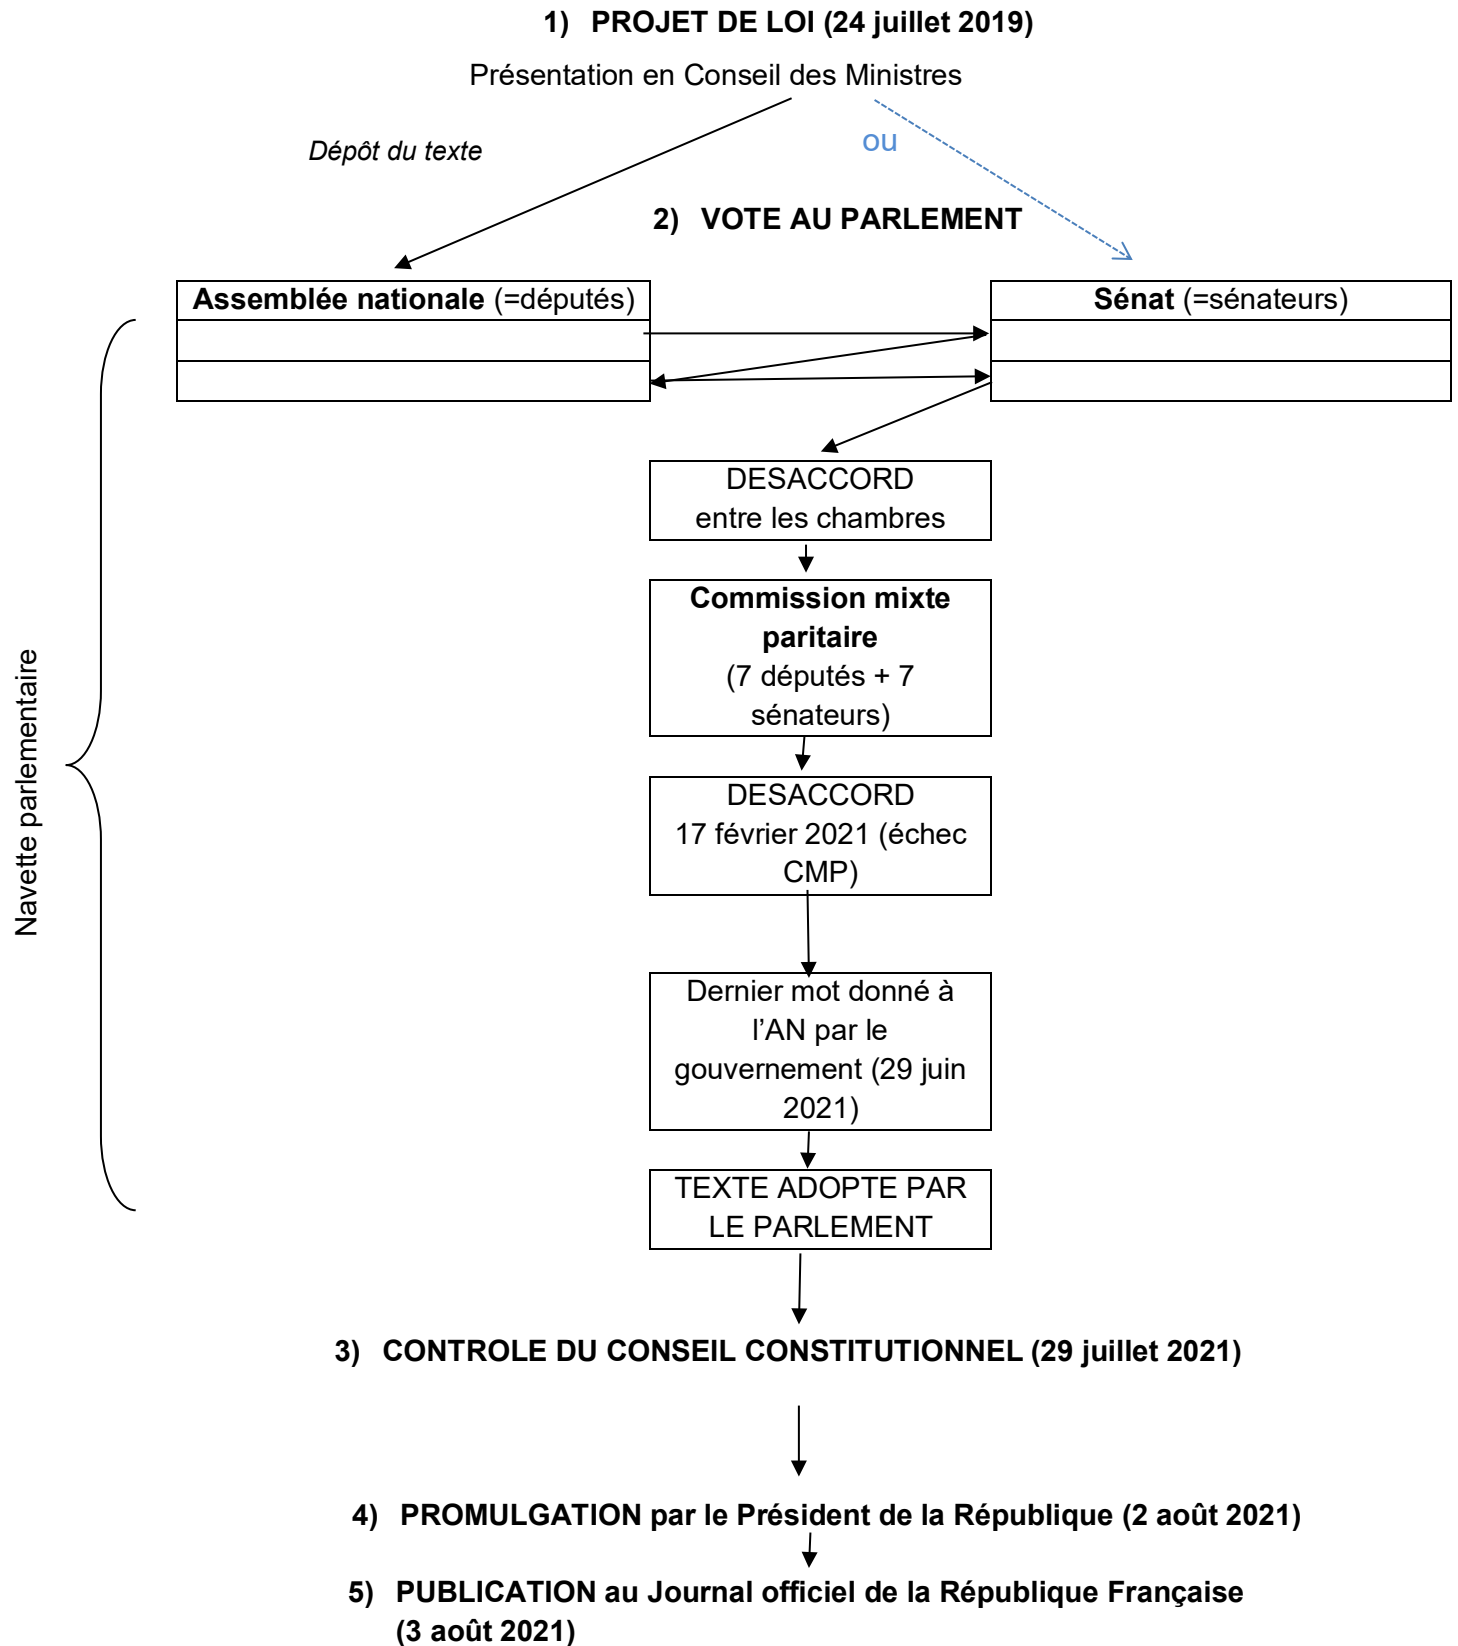 1) PROJET DE LOI (24 juillet 2019)
Présentation en Conseil des Ministres
Dépôt du texte
ou
2) VOTE AU PARLEMENT
Assemblée nationale (=députés)
Sénat (=sénateurs)
DESACCORD
entre les chambres
Commission mixte
paritaire
(7 députés + 7
sénateurs)
Navette parlementaire
DESACCORD
17 février 2021 (échec
CMP)
Dernier mot donné à
l’AN par le
gouvernement (29 juin
2021)
TEXTE ADOPTE PAR
LE PARLEMENT
3) CONTROLE DU CONSEIL CONSTITUTIONNEL (29 juillet 2021)
4) PROMULGATION par le Président de la République (2 août 2021)
5) PUBLICATION au Journal officiel de la République Française
(3 août 2021)